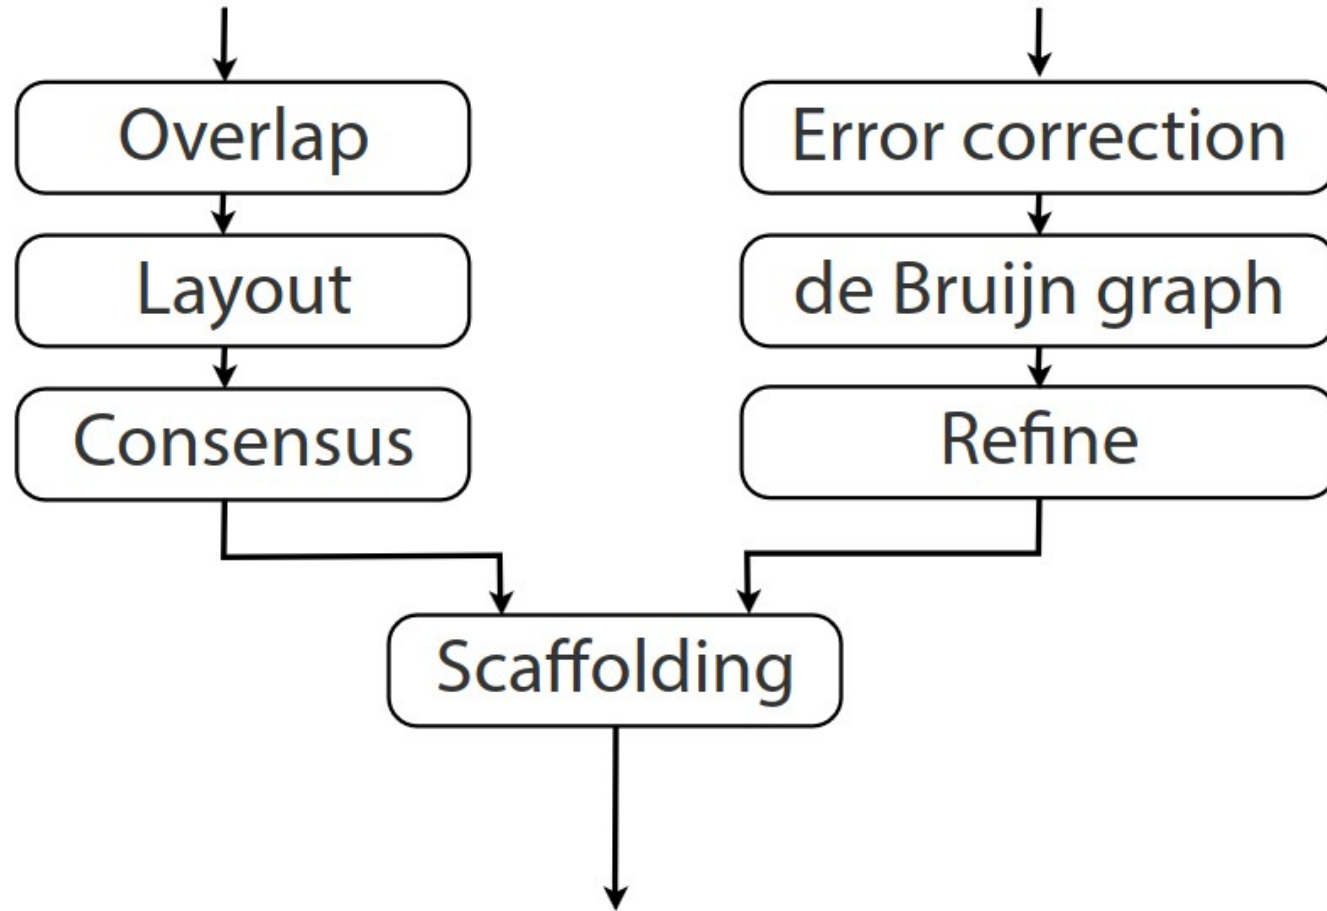 Overlap
Layout
Consensus
Error correction
de Bruijn graph
Refine
Scaffolding